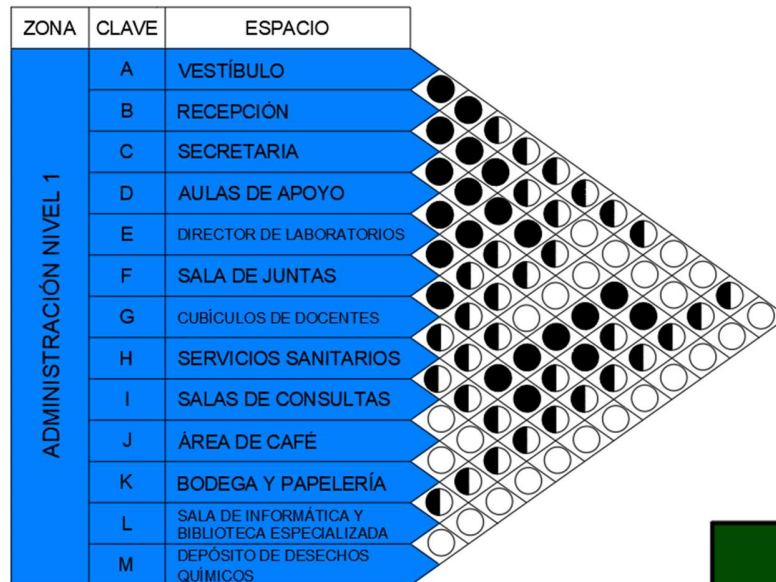 ZONA CLAVE ESPACIO
ADMINISTRACIÓN NIVEL 1
A VESTÍBULO
B RECEPCIÓN
C SECRETARIA
D AULAS DE APOYO
E DIRECTOR DE LABORATORIOS
F SALA DE JUNTAS
G CUBÍCULOS DE DOCENTES
H SERVICIOS SANITARIOS
I SALAS DE CONSULTAS
J ÁREA DE CAFÉ
K BODEGA Y PAPELERÍA
L SALA DE INFORMÁTICA Y
BIBLIOTECA ESPECIALIZADA
M DEPÓSITO DE DESECHOS
QUÍMICOS